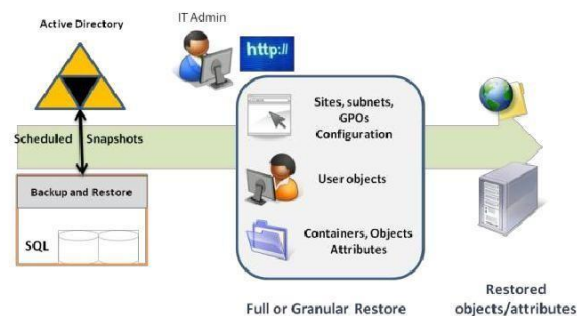 Active Directory
IT Admin
http://
Scheduled Snapshots
Backup and Restore
SQL
Sites, subnets,
GPOs
Configuration
User objects
Containers, Objects
Attributes
Full or Granular Restore
Restored
objects/attributes